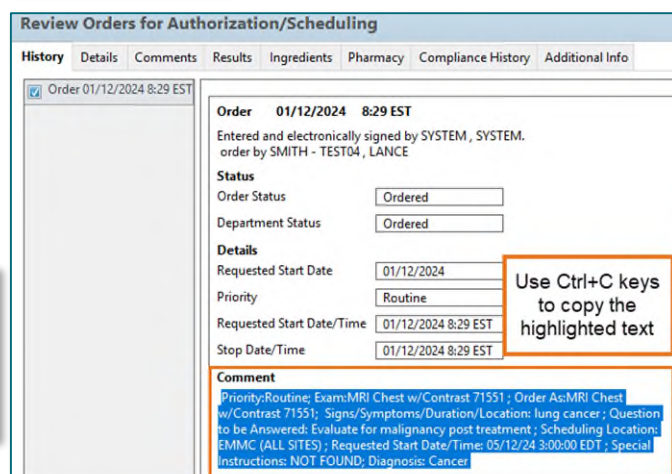 Review Orders for Authorization/Scheduling
History Details Comments Results Ingredients Pharmacy Compliance History Additional Info
Order 01/12/2024 8:29 EST
Order 01/12/2024 8:29 EST
Entered and electronically signed by SYSTEM , SYSTEM.
order by SMITH - TEST04 , LANCE
Status
Order Status Ordered
Department Status Ordered
Details
Requested Start Date 01/12/2024
Priority Routine
Requested Start Date/Time 01/12/2024 8:29 EST
Stop Date/Time 01/12/2024 8:29 EST
Use Ctrl+C keys
to copy the
highlighted text
Comment
Priority:Routine; Exam:MRI Chest w/Contrast 71551 ; Order As:MRI Chest
w/Contrast 71551; Signs/Symptoms/Duration/Location: lung cancer ; Question
to be Answered: Evaluate for malignancy post treatment ; Scheduling Location:
EMMC (ALL SITES) ; Requested Start Date/Time: 05/12/24 3:00:00 EDT ; Special
Instructions: NOT FOUND; Diagnosis: Cancer